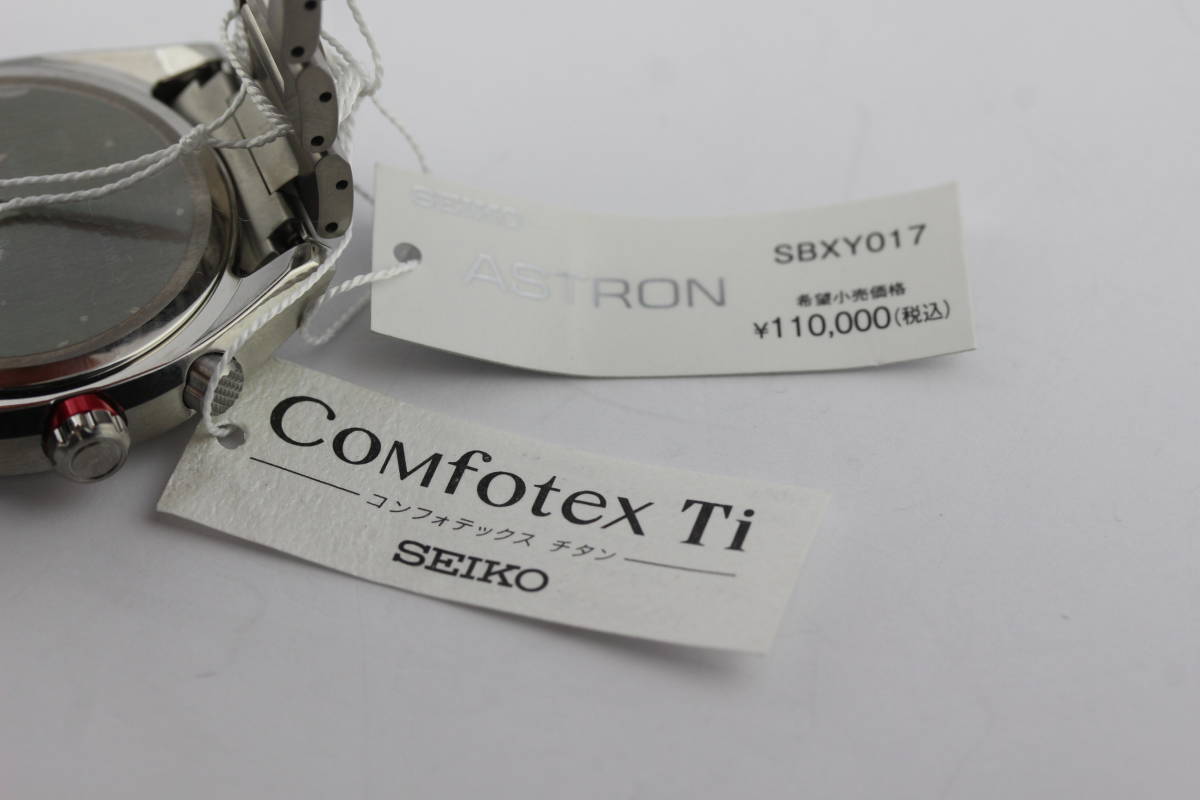 SEIKO
ASTRON
SBXY017
希望小売価格
¥110,000(税込)
Comfotex Ti
コンフォテックス チタン
SEIKO